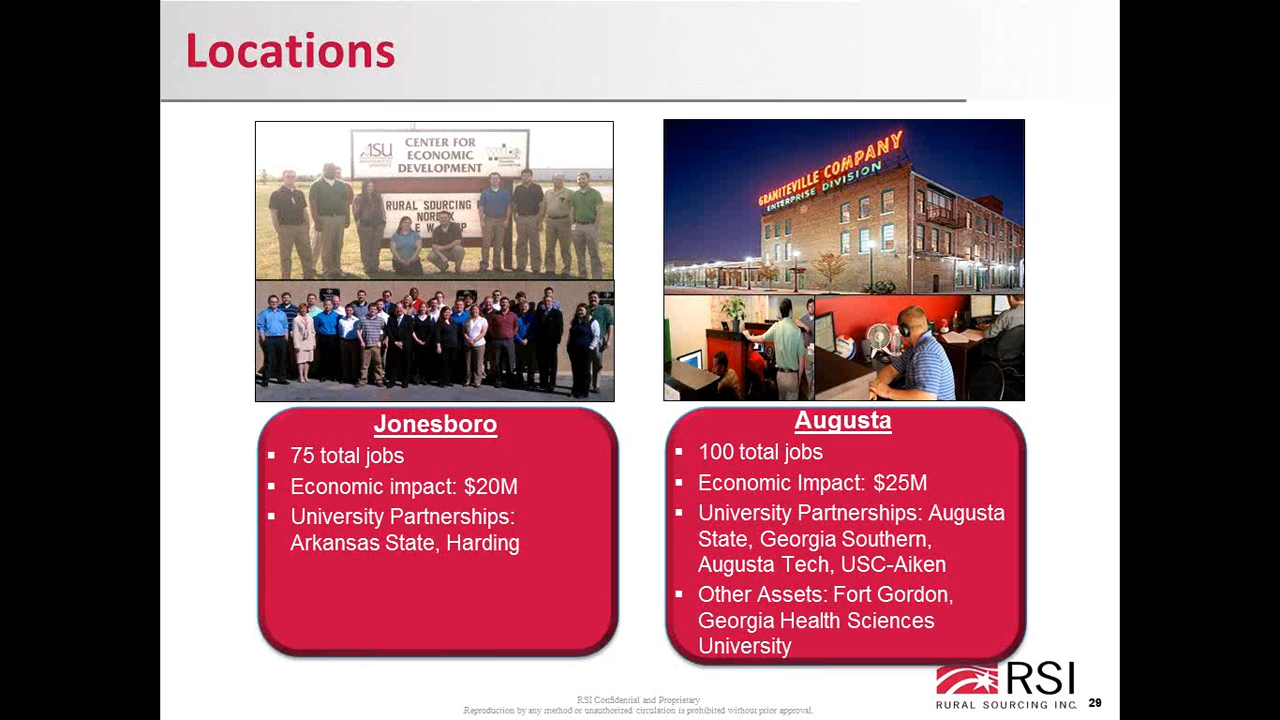 Locations
ASU
CENTER FOR
ECONOMIC
DEVELOPMENT
RURAL SOURCING
GRANITEVILLE COMPANY
ENTERPRISE DIVISION
Jonesboro
▪ 75 total jobs
▪ Economic impact: $20M
▪ University Partnerships:
Arkansas State, Harding
Augusta
▪ 100 total jobs
▪ Economic Impact: $25M
▪ University Partnerships: Augusta
State, Georgia Southern,
Augusta Tech, USC-Aiken
▪ Other Assets: Fort Gordon,
Georgia Health Sciences
University
RSI
RURAL SOURCING INC.
RSI Confidential and Proprietary
Reproduction by any method or unauthorized circulation is prohibited without prior approval.
29